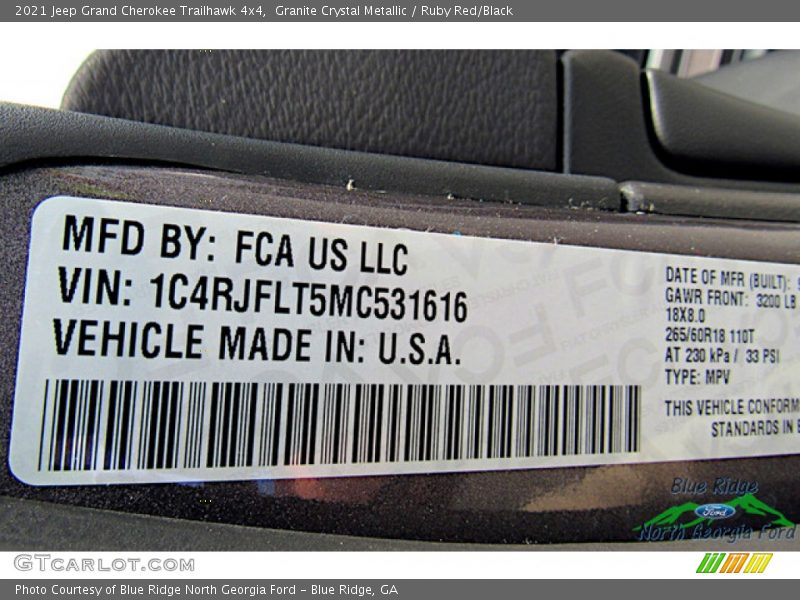 2021 Jeep Grand Cherokee Trailhawk 4x4, Granite Crystal Metallic / Ruby Red/Black
MFD BY: FCA US LLC
VIN: 1C4RJFLT5MC531616
VEHICLE MADE IN: U.S.A.
DATE OF MFR (BUILT):
GAWR FRONT: 3200 LB
18X8.0
265/60R18 110T
AT 230 kPa / 33 PSI
TYPE: MPV
THIS VEHICLE CONFORM
STANDARDS IN
Blue Ridge
Ford
North Georgia Ford
GTCARLOT.COM
Photo Courtesy of Blue Ridge North Georgia Ford – Blue Ridge, GA